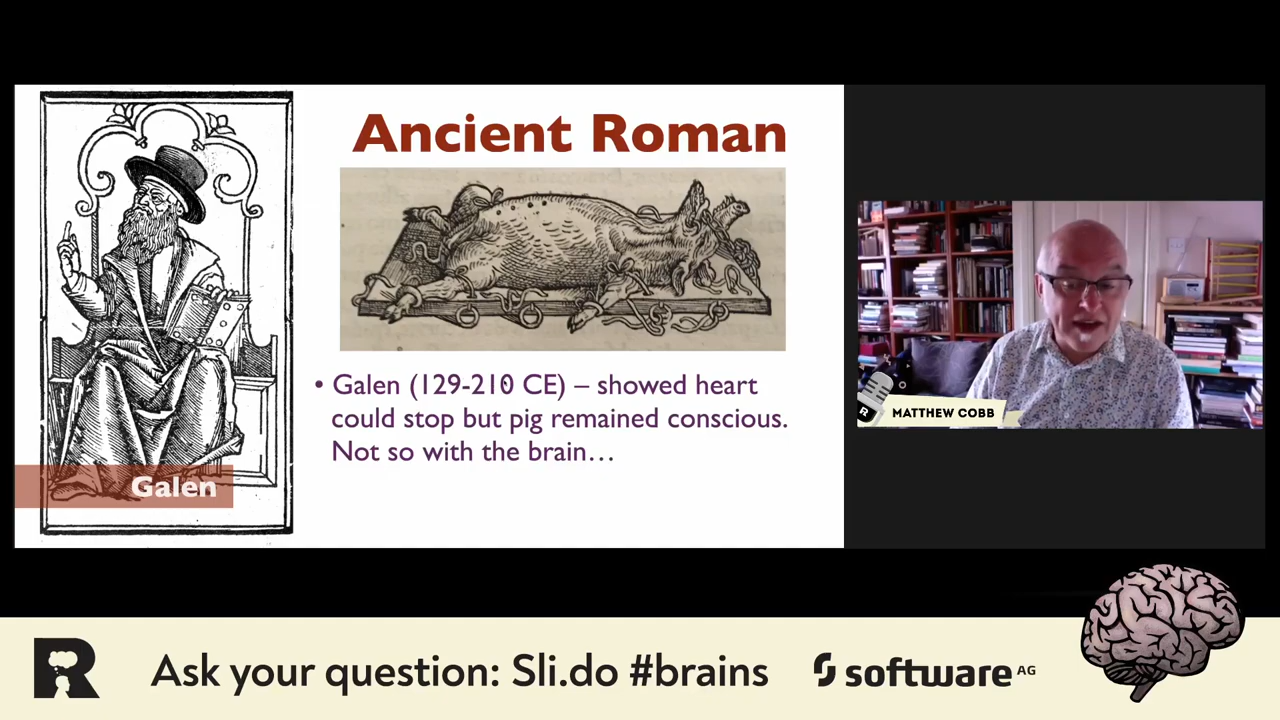 Ancient Roman
• Galen (129-210 CE) – showed heart
could stop but pig remained conscious.
Not so with the brain…
Galen
R
MATTHEW COBB
R
Ask your question: Sli.do #brains
software AG